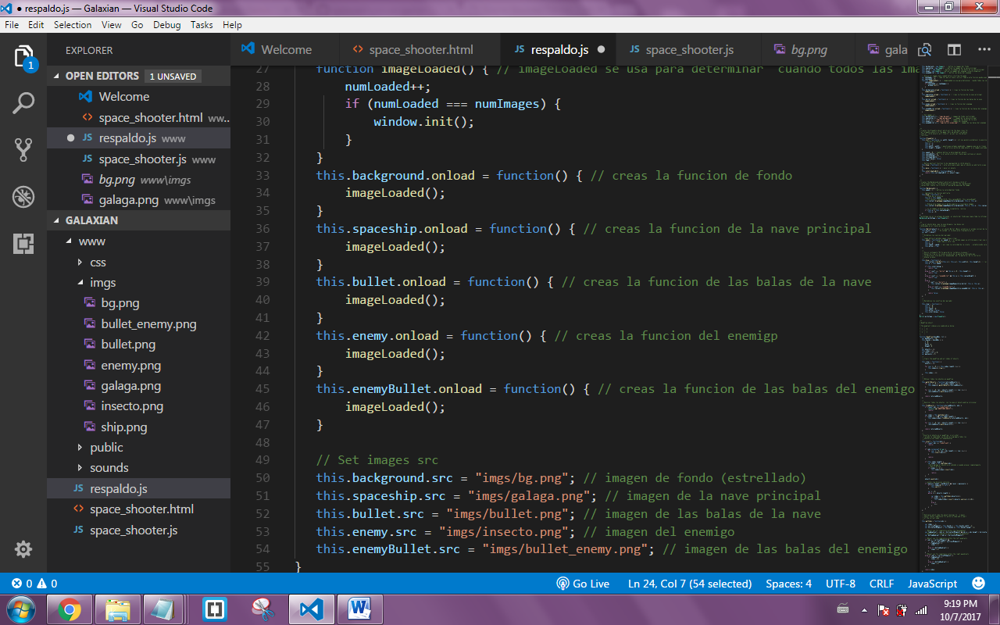 ● respaldo.js — Galaxian — Visual Studio Code
File Edit Selection View Go Debug Tasks Help
1
EXPLORER
OPEN EDITORS 1 UNSAVED
Welcome
space_shooter.html ww...
● JS respaldo.js www
JS space_shooter.js www
bg.png www\imgs
galaga.png www\imgs
GALAXIAN
www
css
imgs
bg.png
bullet_enemy.png
bullet.png
enemy.png
galaga.png
insecto.png
ship.png
public
sounds
JS respaldo.js
<> space_shooter.html
JS space_shooter.js
Welcome <> space_shooter.html JS respaldo.js ● JS space_shooter.js bg.png gala
27 function imageLoaded() { // imageLoaded se usa para determinar cuando todos las ima
28 numLoaded++;
29 if (numLoaded === numImages) {
30 window.init();
31 }
32 }
33 this.background.onload = function() { // creas la funcion de fondo
34 imageLoaded();
35 }
36 this.spaceship.onload = function() { // creas la funcion de la nave principal
37 imageLoaded();
38 }
39 this.bullet.onload = function() { // creas la funcion de las balas de la nave
40 imageLoaded();
41 }
42 this.enemy.onload = function() { // creas la funcion del enemigp
43 imageLoaded();
44 }
45 this.enemyBullet.onload = function() { // creas la funcion de las balas del enemigo
46 imageLoaded();
47 }
48
49 // Set images src
50 this.background.src = "imgs/bg.png"; // imagen de fondo (estrellado)
51 this.spaceship.src = "imgs/galaga.png"; // imagen de la nave principal
52 this.bullet.src = "imgs/bullet.png"; // imagen de las balas de la nave
53 this.enemy.src = "imgs/insecto.png"; // imagen del enemigo
54 this.enemyBullet.src = "imgs/bullet_enemy.png"; // imagen de las balas del enemigo
55 }
0 0 Go Live Ln 24, Col 7 (54 selected) Spaces: 4 UTF-8 CRLF JavaScript
9:19 PM
10/7/2017